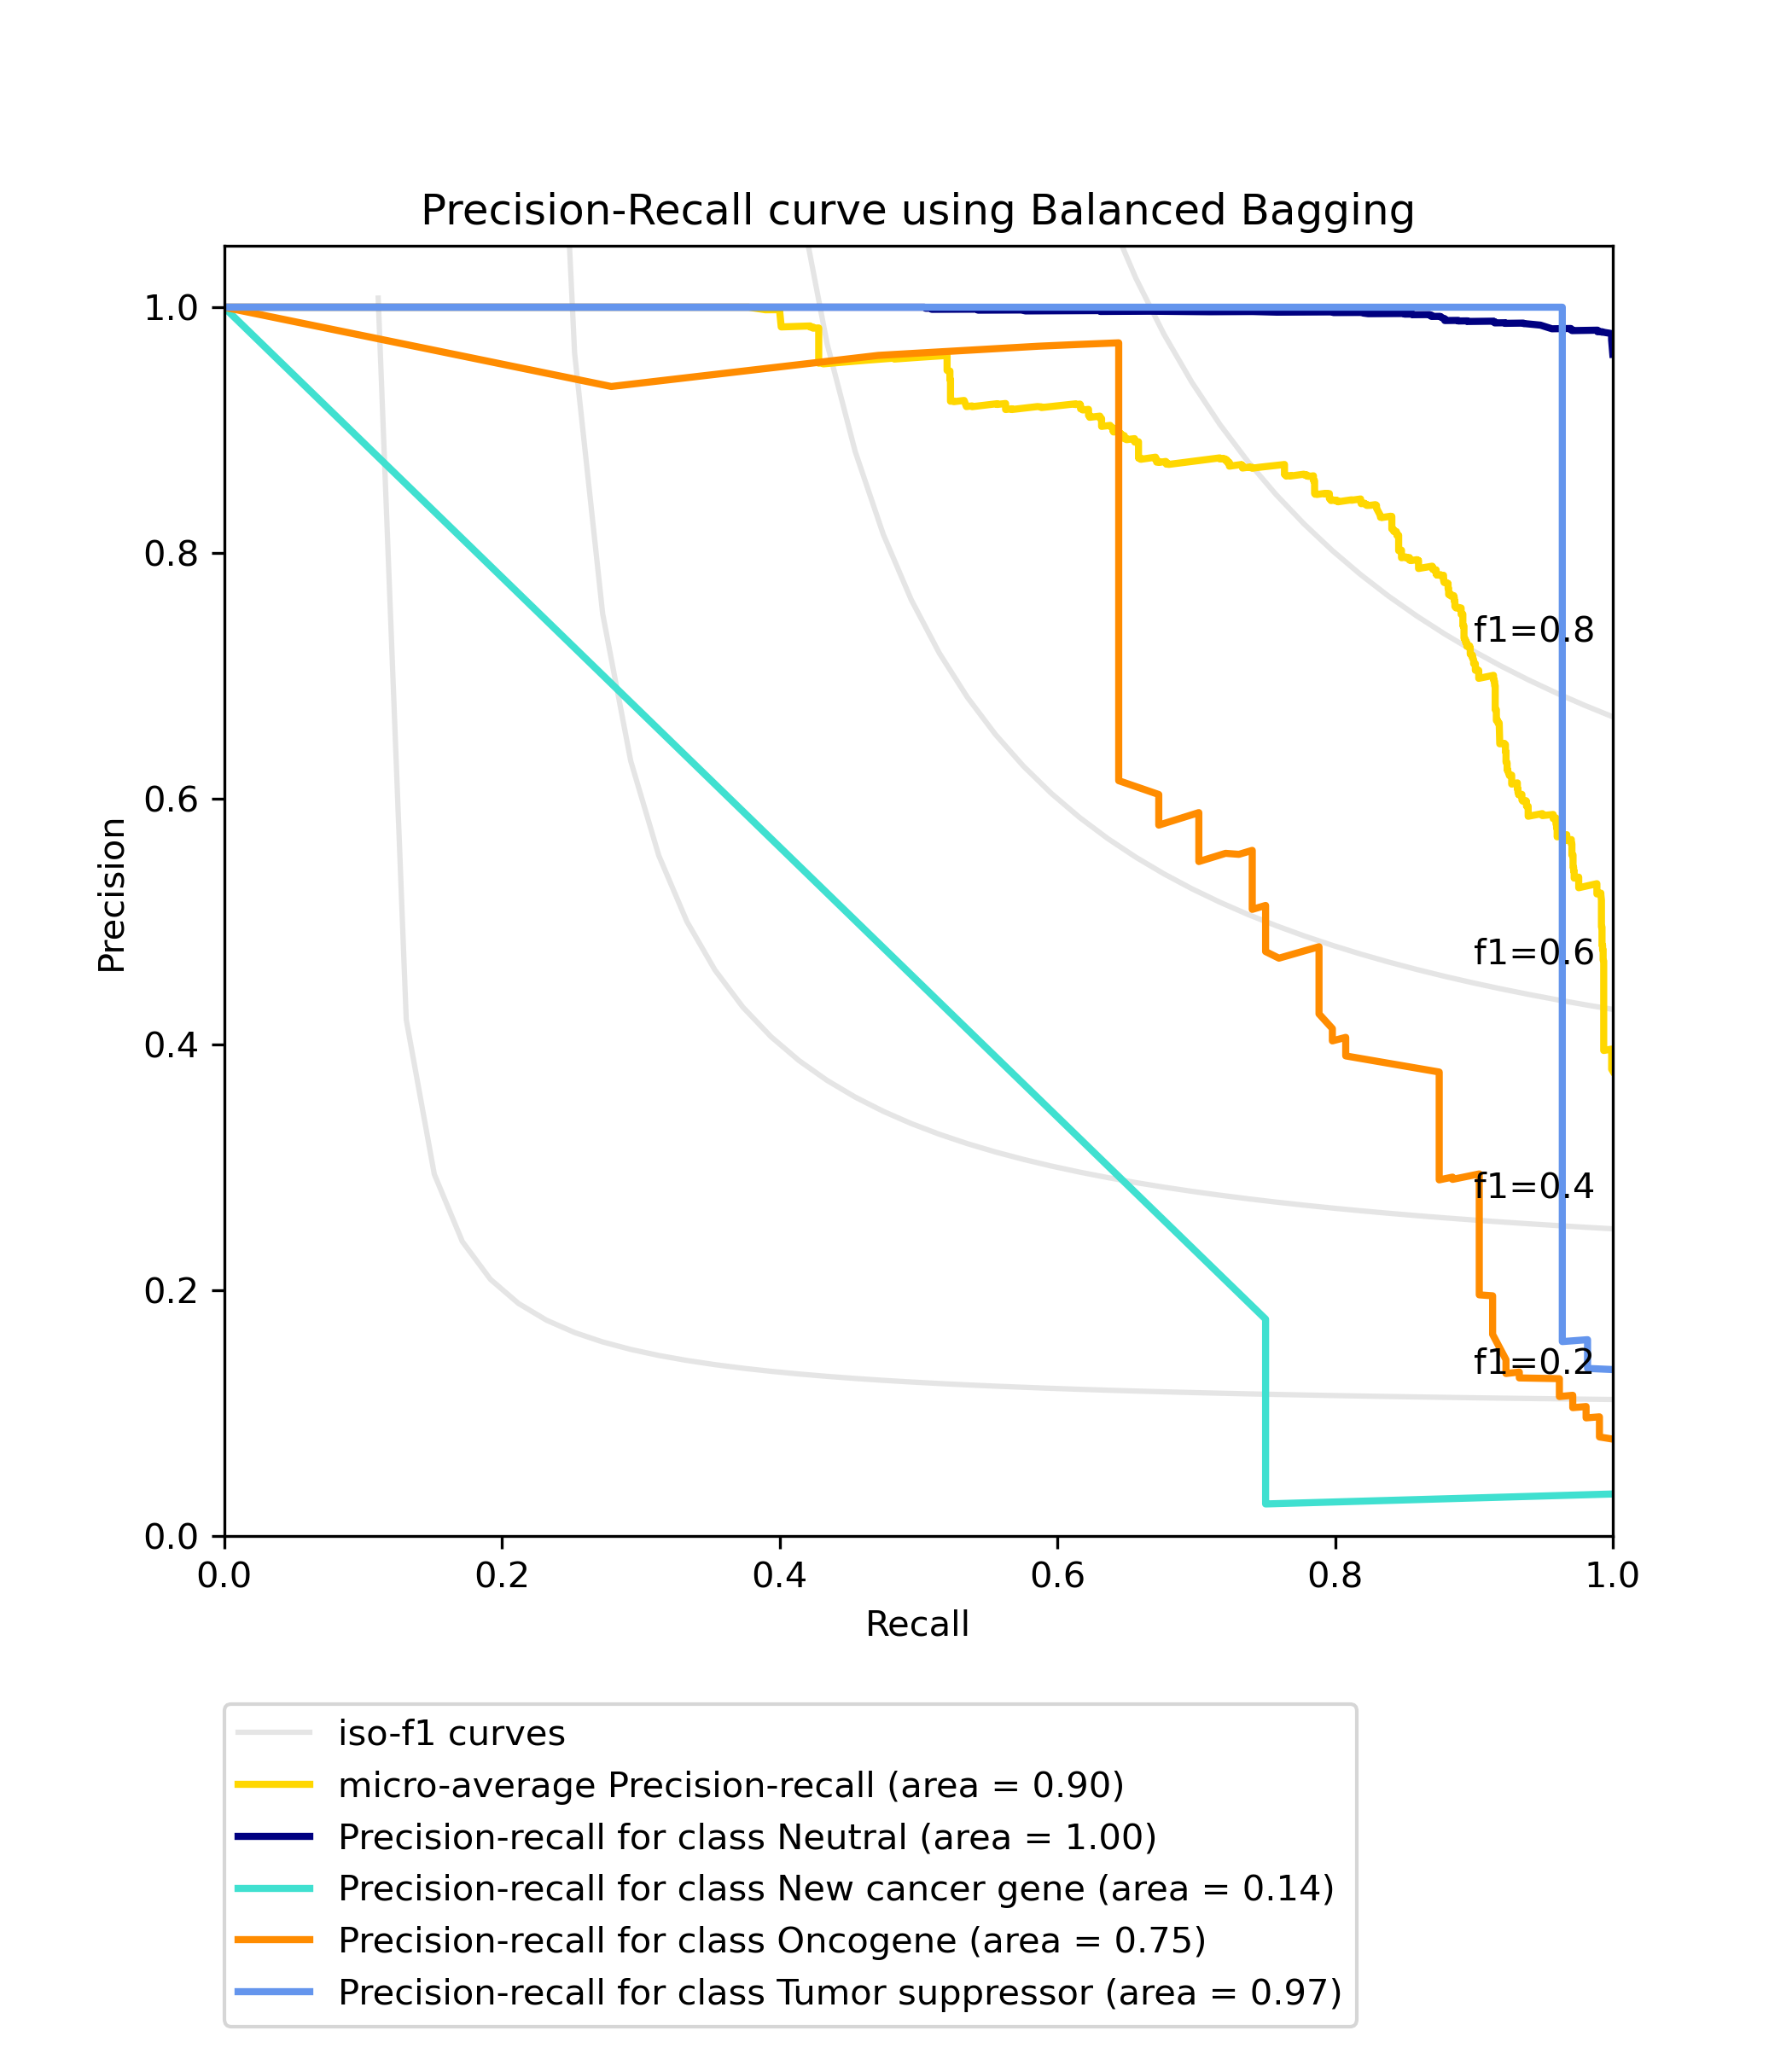 Precision-Recall curve using Balanced Bagging
1.0
0.8
0.6
0.4
0.2
0.0
Precision
f1=0.8
f1=0.6
f1=0.4
f1=0.2
0.0 0.2 0.4 0.6 0.8 1.0
Recall
iso-f1 curves
micro-average Precision-recall (area = 0.90)
Precision-recall for class Neutral (area = 1.00)
Precision-recall for class New cancer gene (area = 0.14)
Precision-recall for class Oncogene (area = 0.75)
Precision-recall for class Tumor suppressor (area = 0.97)